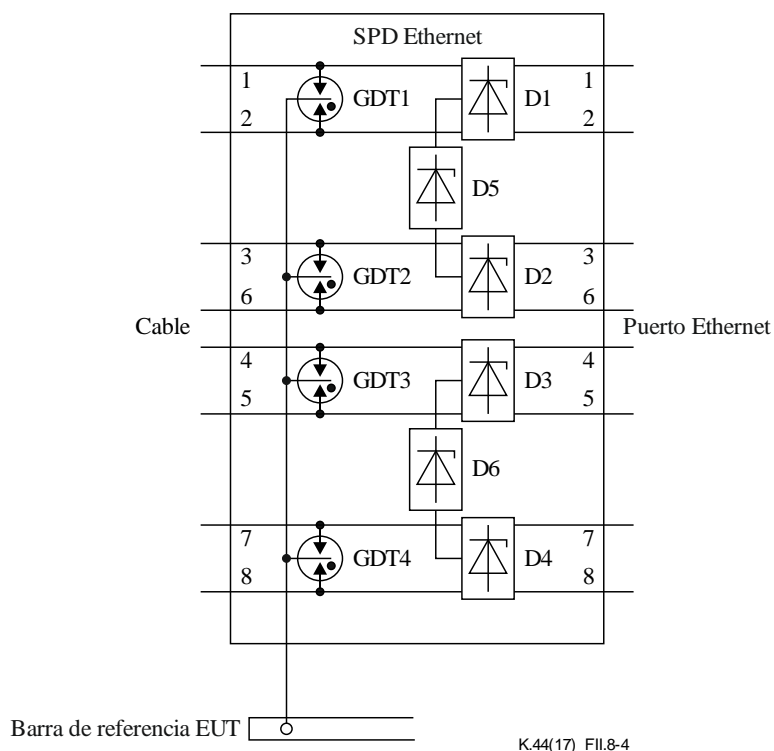 SPD Ethernet
1 GDT1 D1 1
2 2
D5
3 GDT2 D2 3
6 6
Cable Puerto Ethernet
4 GDT3 D3 4
5 5
D6
7 GDT4 D4 7
8 8
Barra de referencia EUT
K.44(17)_FII.8-4